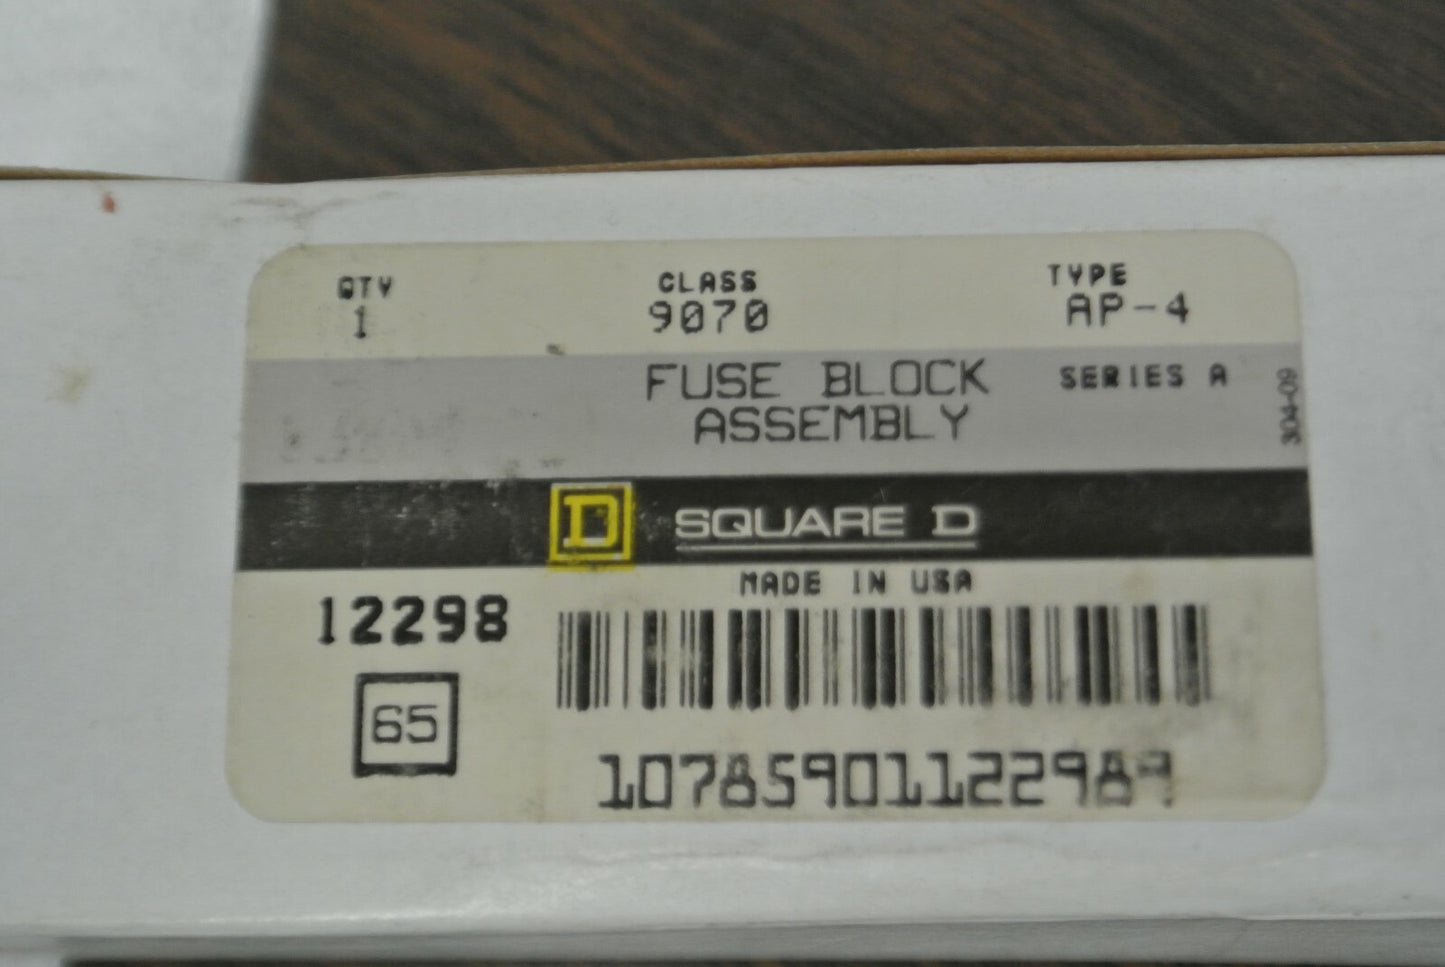 QTY CLASS TYPE
1 9070 AP-4
FUSE BLOCK SERIES A
ASSEMBLY
304-09
D SQUARE D
MADE IN USA
12298
65
10785901122989